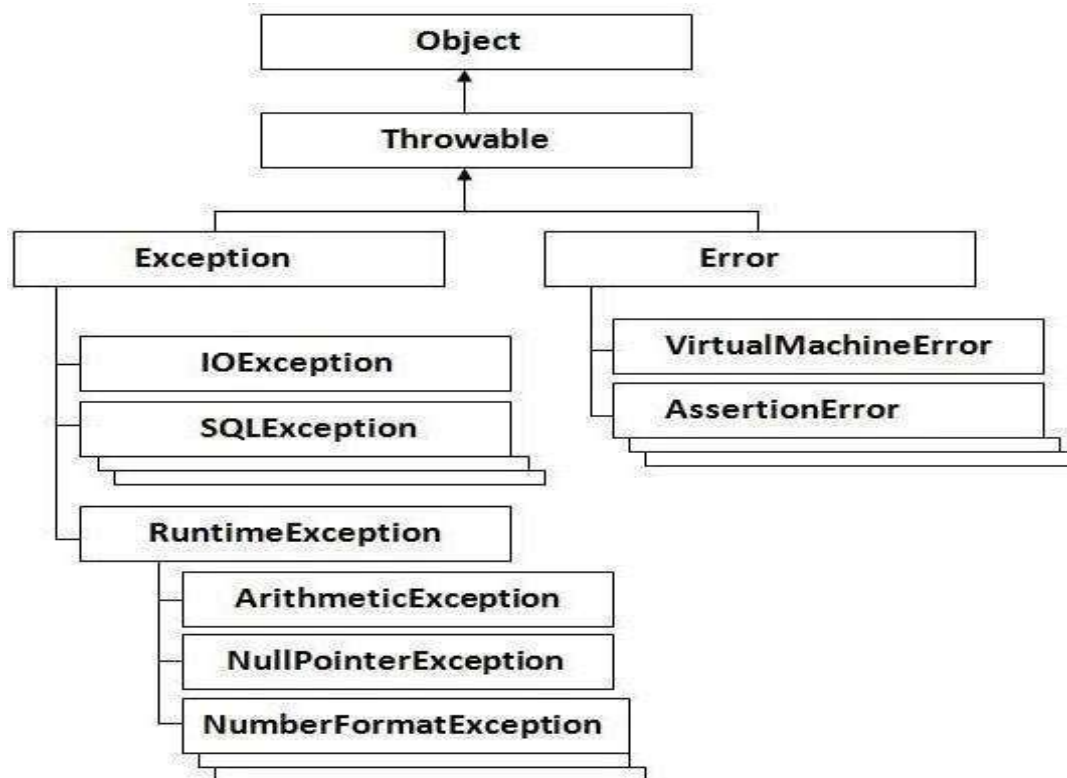 Object
Throwable
Exception
Error
IOException
SQLException
RuntimeException
ArithmeticException
NullPointerException
NumberFormatException
VirtualMachineError
AssertionError